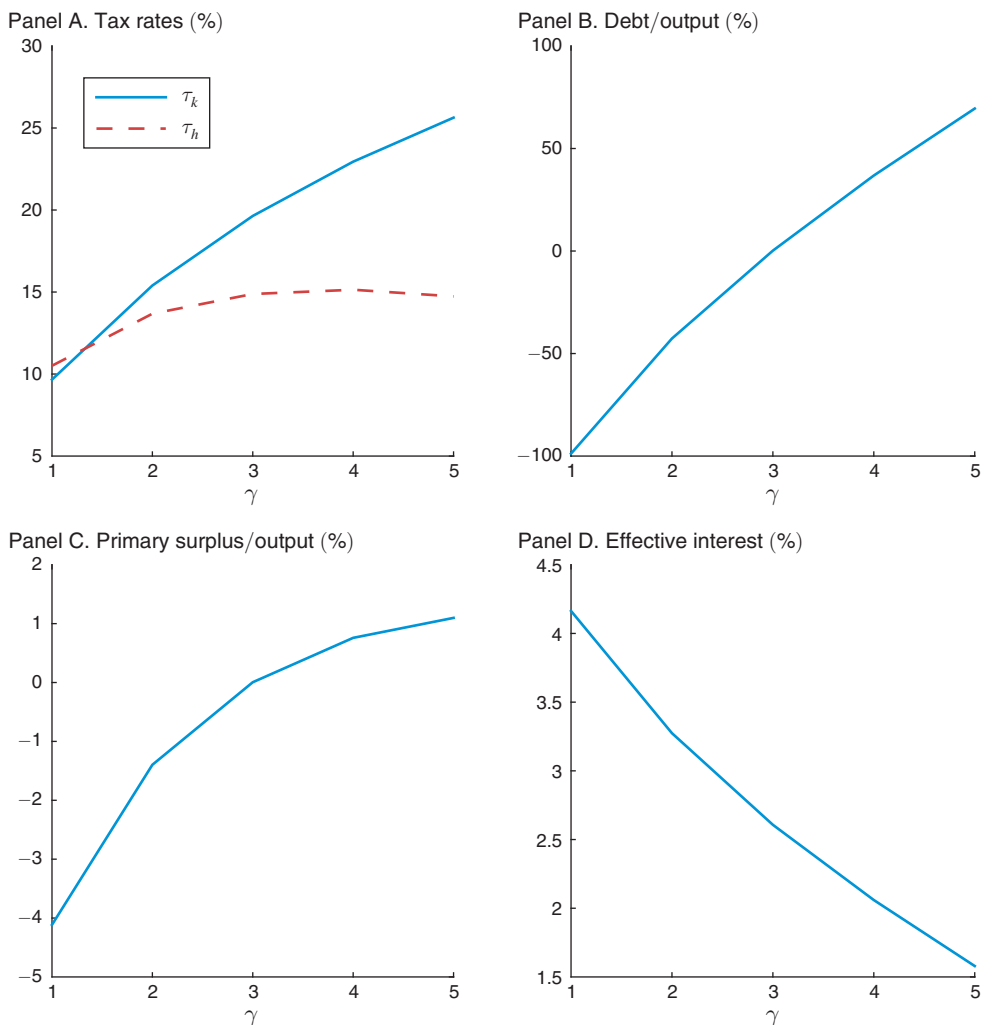 Panel A. Tax rates (%)
30
25
20
15
10
5
τk
τh
1 2 3 4 5
γ
Panel B. Debt/output (%)
100
50
0
−50
−100
1 2 3 4 5
γ
Panel C. Primary surplus/output (%)
2
1
0
−1
−2
−3
−4
−5
1 2 3 4 5
γ
Panel D. Effective interest (%)
4.5
4
3.5
3
2.5
2
1.5
1 2 3 4 5
γ